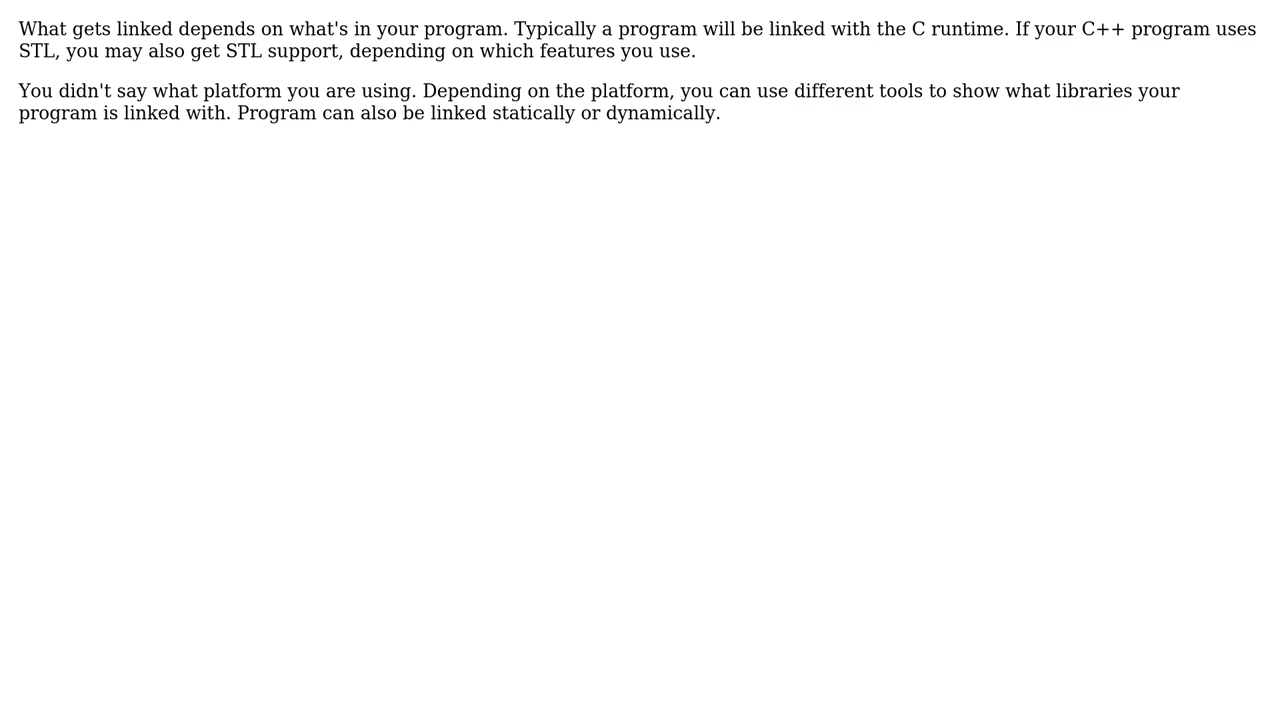 What gets linked depends on what's in your program. Typically a program will be linked with the C runtime. If your C++ program uses
STL, you may also get STL support, depending on which features you use.
You didn't say what platform you are using. Depending on the platform, you can use different tools to show what libraries your
program is linked with. Program can also be linked statically or dynamically.